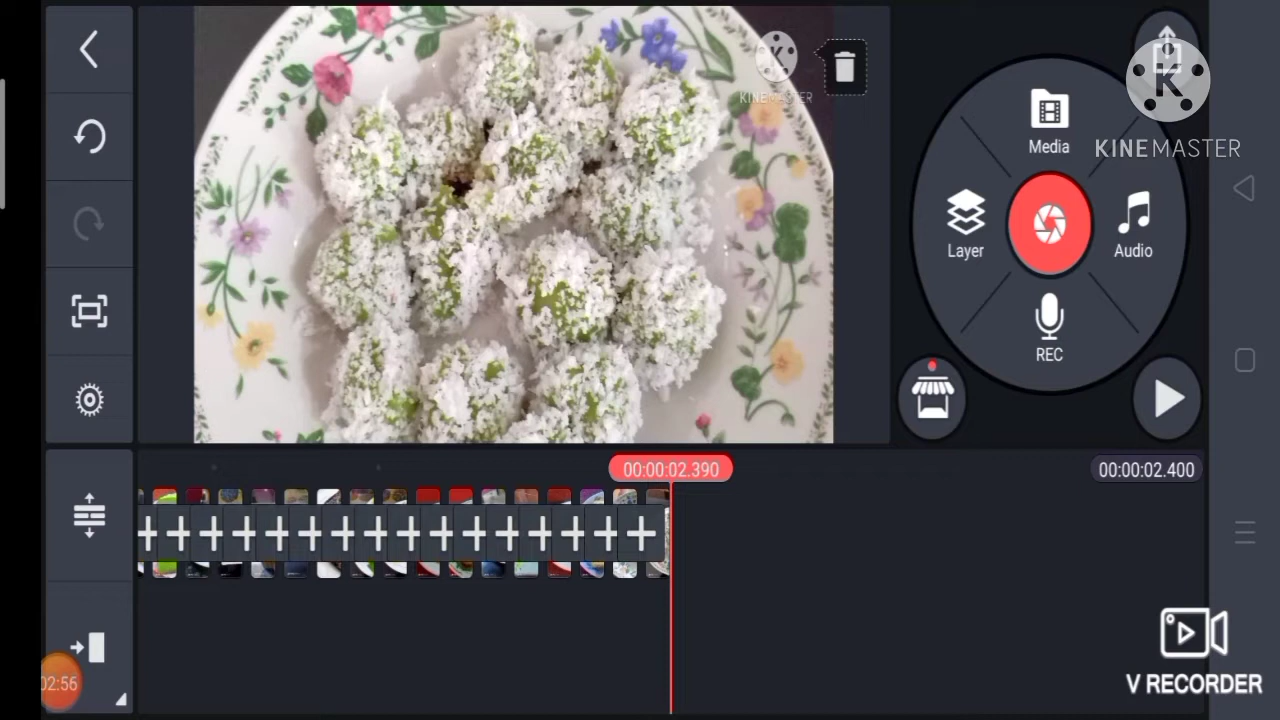 KINEMASTER
KINEMASTER
Media
Layer
Audio
REC
00:00:02.390
00:00:02.400
02:56
V RECORDER